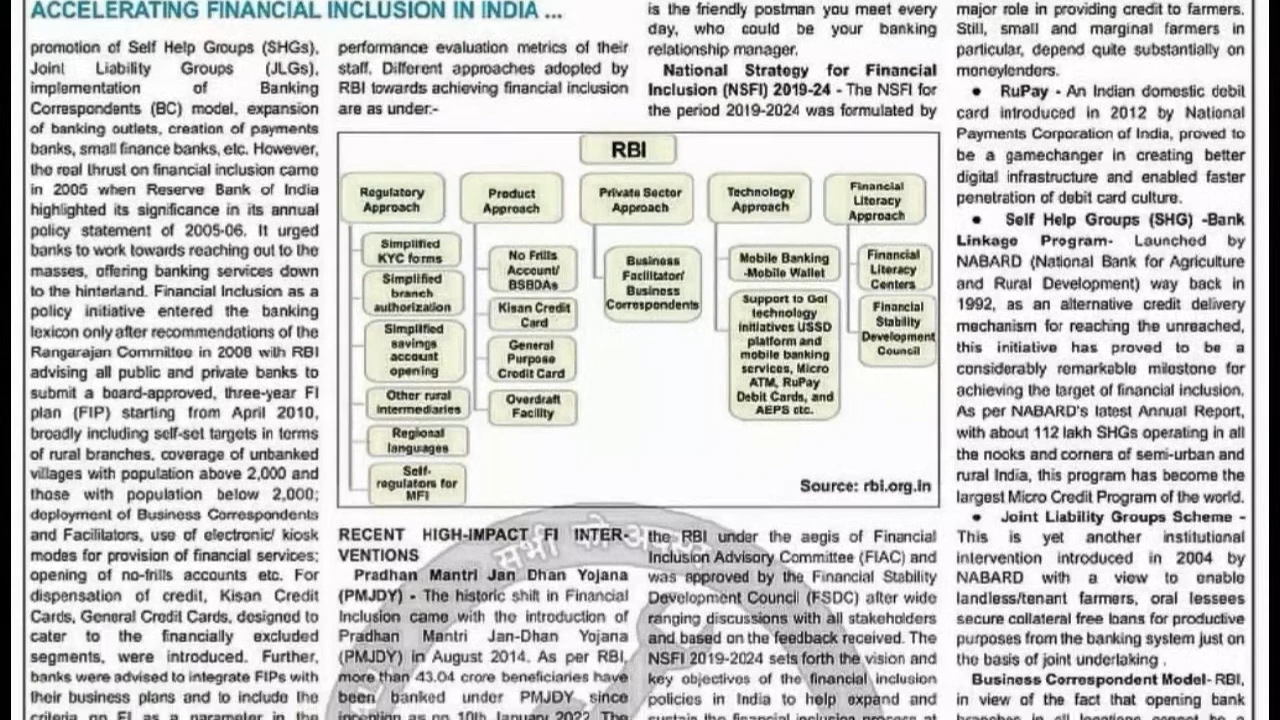 ACCELERATING FINANCIAL INCLUSION IN INDIA ...
promotion of Self Help Groups (SHGs),
Joint Liability Groups (JLGs),
implementation of Banking
Correspondents (BC) model, expansion
of banking outlets, creation of payments
banks, small finance banks, etc. However,
the real thrust on financial inclusion came
in 2005 when Reserve Bank of India
highlighted its significance in its annual
policy statement of 2005-06. It urged
banks to work towards reaching out to the
masses, offering banking services down
to the hinterland. Financial Inclusion as a
policy initiative entered the banking
lexicon only after recommendations of the
Rangarajan Committee in 2008 with RBI
advising all public and private banks to
submit a board-approved, three-year FI
plan (FIP) starting from April 2010,
broadly including self-set targets in terms
of rural branches, coverage of unbanked
villages with population above 2,000 and
those with population below 2,000;
deployment of Business Correspondents
and Facilitators, use of electronic/ kiosk
modes for provision of financial services;
opening of no-frills accounts etc. For
dispensation of credit, Kisan Credit
Cards, General Credit Cards, designed to
cater to the financially excluded
segments, were introduced. Further,
banks were advised to integrate FIPs with
their business plans and to include the
criteria on FI as a parameter in the
performance evaluation metrics of their
staff. Different approaches adopted by
RBI towards achieving financial inclusion
are as under:-
RBI
Regulatory
Approach
Simplified
KYC forms
Simplified
branch
authorization
Simplified
savings
account
opening
Other rural
intermediaries
Regional
languages
Self-
regulators for
MFI
Product
Approach
No Frills
Account/
BSBDAs
Kisan Credit
Card
General
Purpose
Credit Card
Overdraft
Facility
Private Sector
Approach
Business
Facilitator/
Business
Correspondents
Technology
Approach
Mobile Banking
-Mobile Wallet
Support to GoI
technology
initiatives USSD
platform and
mobile banking
services, Micro
ATM, RuPay
Debit Cards, and
AEPS etc.
Financial
Literacy
Approach
Financial
Literacy
Centers
Financial
Stability
Development
Council
Source: rbi.org.in
RECENT HIGH-IMPACT FI INTER-
VENTIONS
Pradhan Mantri Jan Dhan Yojana
(PMJDY) - The historic shift in Financial
Inclusion came with the introduction of
Pradhan Mantri Jan-Dhan Yojana
(PMJDY) in August 2014. As per RBI,
more than 43.04 crore beneficiaries have
been banked under PMJDY since
inception as on 10th January 2022. The
is the friendly postman you meet every
day, who could be your banking
relationship manager.
National Strategy for Financial
Inclusion (NSFI) 2019-24 - The NSFI for
the period 2019-2024 was formulated by
the RBI under the aegis of Financial
Inclusion Advisory Committee (FIAC) and
was approved by the Financial Stability
Development Council (FSDC) after wide
ranging discussions with all stakeholders
and based on the feedback received. The
NSFI 2019-2024 sets forth the vision and
key objectives of the financial inclusion
policies in India to help expand and
sustain the financial inclusion process at
major role in providing credit to farmers.
Still, small and marginal farmers in
particular, depend quite substantially on
moneylenders.
• RuPay - An Indian domestic debit
card introduced in 2012 by National
Payments Corporation of India, proved to
be a gamechanger in creating better
digital infrastructure and enabled faster
penetration of debit card culture.
• Self Help Groups (SHG) -Bank
Linkage Program- Launched by
NABARD (National Bank for Agriculture
and Rural Development) way back in
1992, as an alternative credit delivery
mechanism for reaching the unreached,
this initiative has proved to be a
considerably remarkable milestone for
achieving the target of financial inclusion.
As per NABARD's latest Annual Report,
with about 112 lakh SHGs operating in all
the nooks and corners of semi-urban and
rural India, this program has become the
largest Micro Credit Program of the world.
• Joint Liability Groups Scheme -
This is yet another institutional
intervention introduced in 2004 by
NABARD with a view to enable
landless/tenant farmers, oral lessees
secure collateral free loans for productive
purposes from the banking system just on
the basis of joint undertaking .
Business Correspondent Model- RBI,
in view of the fact that opening bank
branches in all locations
सभी को